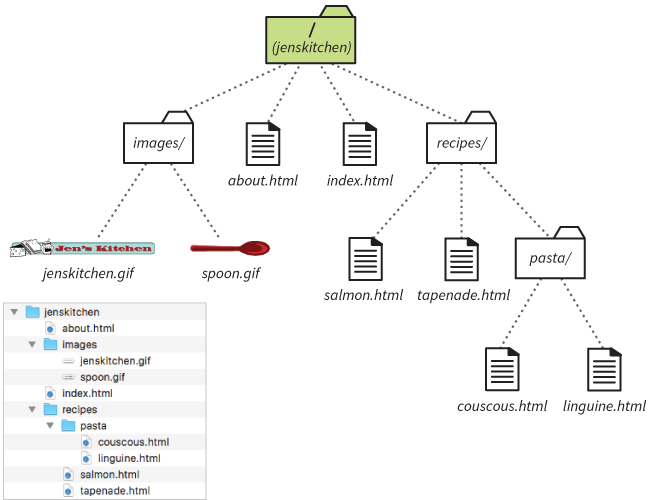 /
(jenskitchen)
images/
about.html
index.html
recipes/
Jen's Kitchen
jenskitchen.gif
spoon.gif
salmon.html
tapenade.html
pasta/
couscous.html
linguine.html
jenskitchen
about.html
images
jenskitchen.gif
spoon.gif
index.html
recipes
pasta
couscous.html
linguine.html
salmon.html
tapenade.html